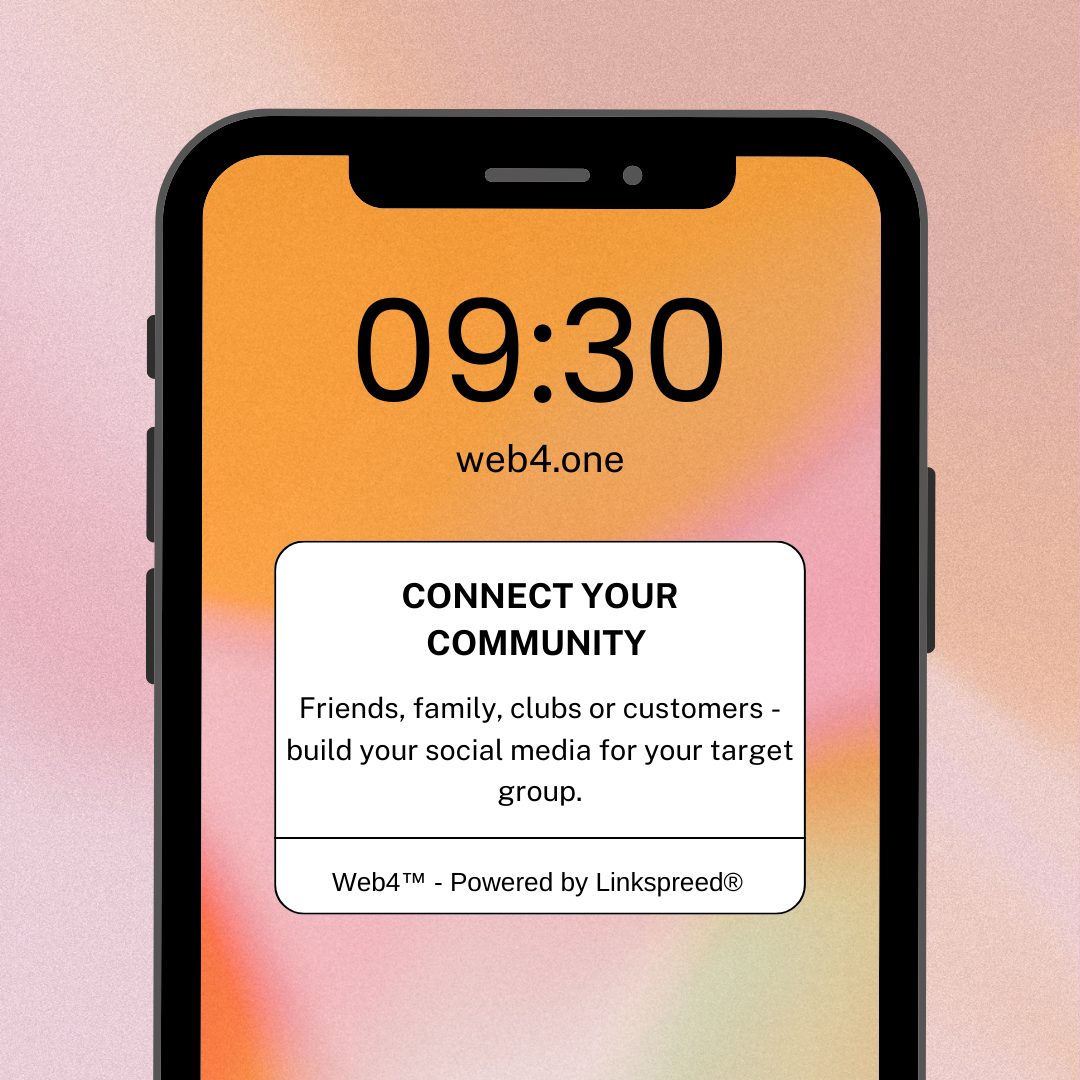 09:30
web4.one
CONNECT YOUR
COMMUNITY
Friends, family, clubs or customers -
build your social media for your target
group.
Web4™ - Powered by Linkspreed®